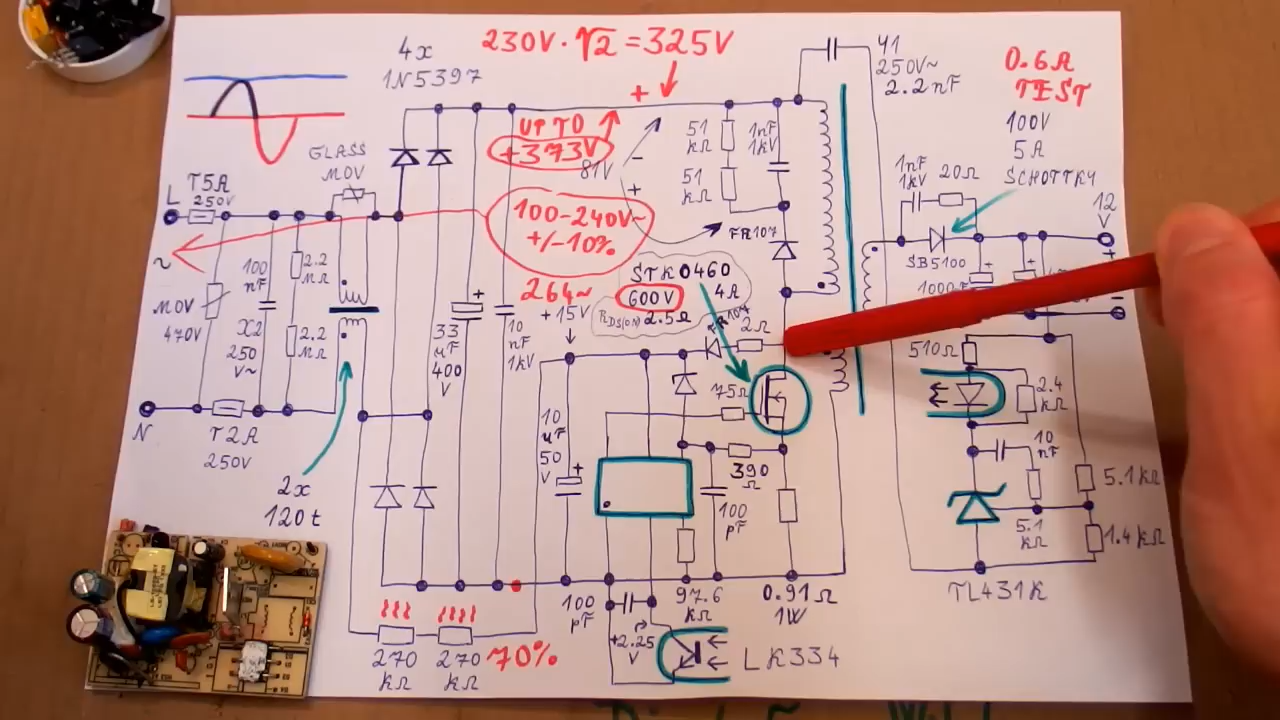 230V·√2=325V
4x
1N5397
+
UP TO
+373V
81V
-
+
51
kΩ
51
kΩ
1nF
1kV
Y1
250V~
2.2nF
0.6A
TEST
100V
5A
SCHOTTKY
1nF
1kV
20Ω
12
V
+
-
SB5100
GLASS
MOV
L
T5A
250V
~
100-240V~
+/-10%
264~
FR107
STK0460
600V
4A
RDS(ON) 2.5Ω
2Ω
+15V
MOV
470V
100
nF
X2
250
V~
2.2
MΩ
2.2
MΩ
33
uF
400
V
+
10
nF
1kV
N
T2A
250V
2x
120t
10
uF
50
V
+
75Ω
390
Ω
100
pF
510Ω
2.4
kΩ
10
nF
5.1
kΩ
5.1kΩ
1.4kΩ
TL431K
97.6
kΩ
0.91Ω
1W
100
pF
+2.25
V
LK334
270
kΩ
270
kΩ
70%